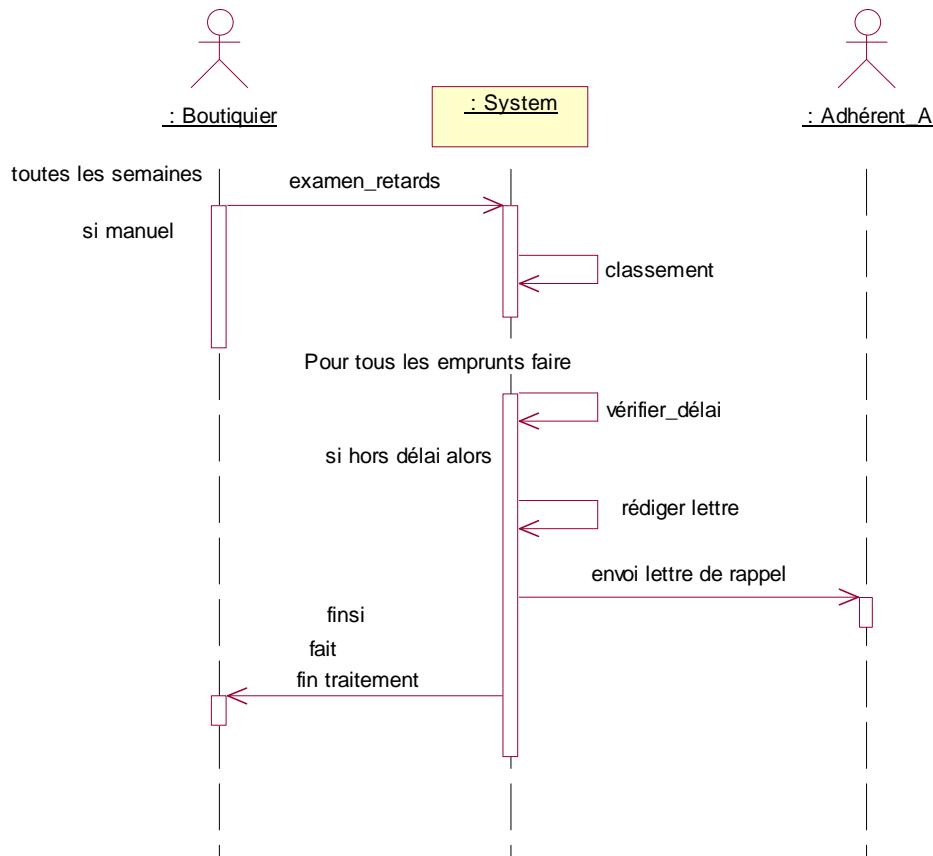 : Boutiquier
: System
: Adhérent_A
toutes les semaines
examen_retards
si manuel
classement
Pour tous les emprunts faire
vérifier_délai
si hors délai alors
rédiger lettre
envoi lettre de rappel
finsi
fait
fin traitement